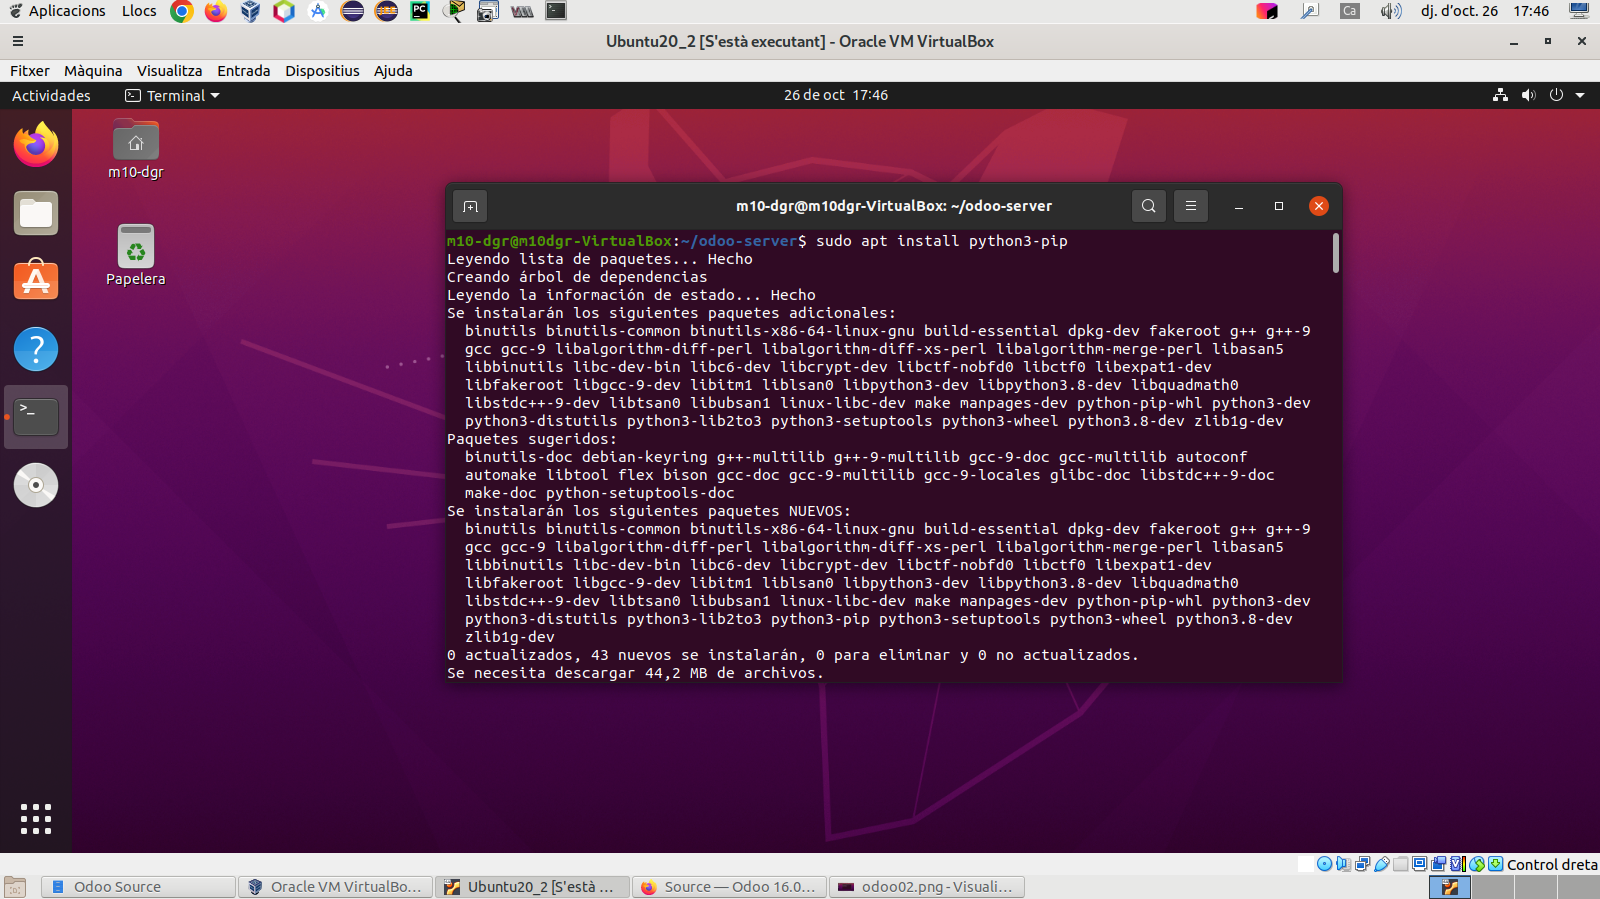 Aplicacions Llocs Ca dj. d'oct. 26 17:46
Ubuntu20_2 [S'està executant] - Oracle VM VirtualBox
Fitxer Màquina Visualitza Entrada Dispositius Ajuda
Actividades Terminal 26 de oct 17:46
m10-dgr
Papelera
m10-dgr@m10dgr-VirtualBox: ~/odoo-server
m10-dgr@m10dgr-VirtualBox:~/odoo-server$ sudo apt install python3-pip
Leyendo lista de paquetes... Hecho
Creando árbol de dependencias
Leyendo la información de estado... Hecho
Se instalarán los siguientes paquetes adicionales:
binutils binutils-common binutils-x86-64-linux-gnu build-essential dpkg-dev fakeroot g++ g++-9
gcc gcc-9 libalgorithm-diff-perl libalgorithm-diff-xs-perl libalgorithm-merge-perl libasan5
libbinutils libc-dev-bin libc6-dev libcrypt-dev libctf-nobfd0 libctf0 libexpat1-dev
libfakeroot libgcc-9-dev libitm1 liblsan0 libpython3-dev libpython3.8-dev libquadmath0
libstdc++-9-dev libtsan0 libubsan1 linux-libc-dev make manpages-dev python-pip-whl python3-dev
python3-distutils python3-lib2to3 python3-setuptools python3-wheel python3.8-dev zlib1g-dev
Paquetes sugeridos:
binutils-doc debian-keyring g++-multilib g++-9-multilib gcc-9-doc gcc-multilib autoconf
automake libtool flex bison gcc-doc gcc-9-multilib gcc-9-locales glibc-doc libstdc++-9-doc
make-doc python-setuptools-doc
Se instalarán los siguientes paquetes NUEVOS:
binutils binutils-common binutils-x86-64-linux-gnu build-essential dpkg-dev fakeroot g++ g++-9
gcc gcc-9 libalgorithm-diff-perl libalgorithm-diff-xs-perl libalgorithm-merge-perl libasan5
libbinutils libc-dev-bin libc6-dev libcrypt-dev libctf-nobfd0 libctf0 libexpat1-dev
libfakeroot libgcc-9-dev libitm1 liblsan0 libpython3-dev libpython3.8-dev libquadmath0
libstdc++-9-dev libtsan0 libubsan1 linux-libc-dev make manpages-dev python-pip-whl python3-dev
python3-distutils python3-lib2to3 python3-pip python3-setuptools python3-wheel python3.8-dev
zlib1g-dev
0 actualizados, 43 nuevos se instalarán, 0 para eliminar y 0 no actualizados.
Se necesita descargar 44,2 MB de archivos.
Control dreta
Odoo Source Oracle VM VirtualBo... Ubuntu20_2 [S'està ... Source — Odoo 16.0... odoo02.png - Visuali...